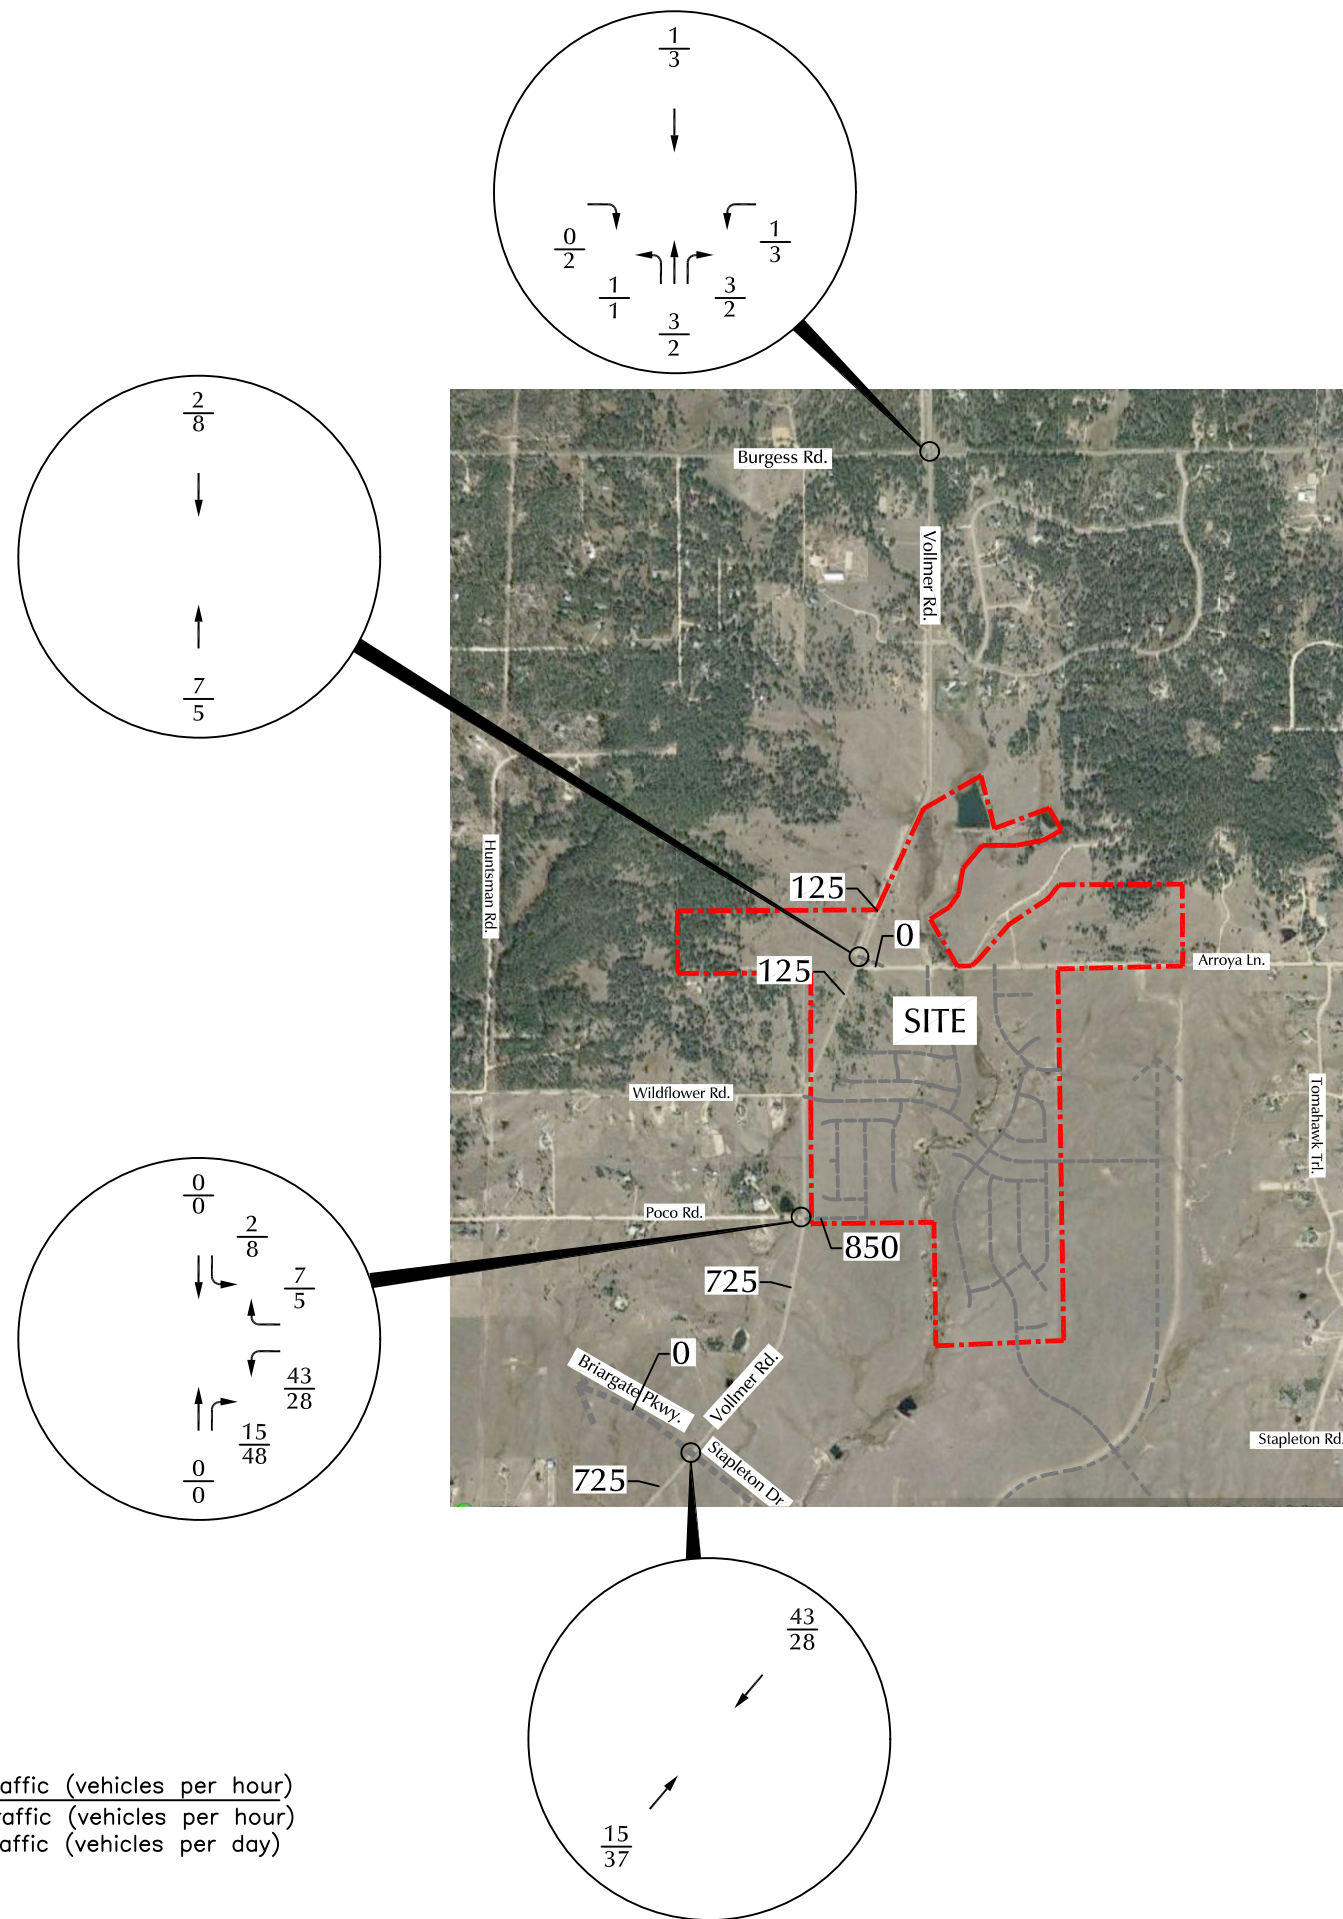 1
3
0
2
1
3
1
1
3
2
3
2
2
8
7
5
Burgess Rd.
Vollmer Rd.
Huntsman Rd.
125
0
125
Arroya Ln.
SITE
Wildflower Rd.
Tomahawk Trl.
Poco Rd.
850
725
0
0
2
8
7
5
43
28
15
48
0
0
0
Briargate Pkwy.
Vollmer Rd.
Stapleton Dr
Stapleton Rd.
725
43
28
15
37
affic (vehicles per hour)
raffic (vehicles per hour)
affic (vehicles per day)